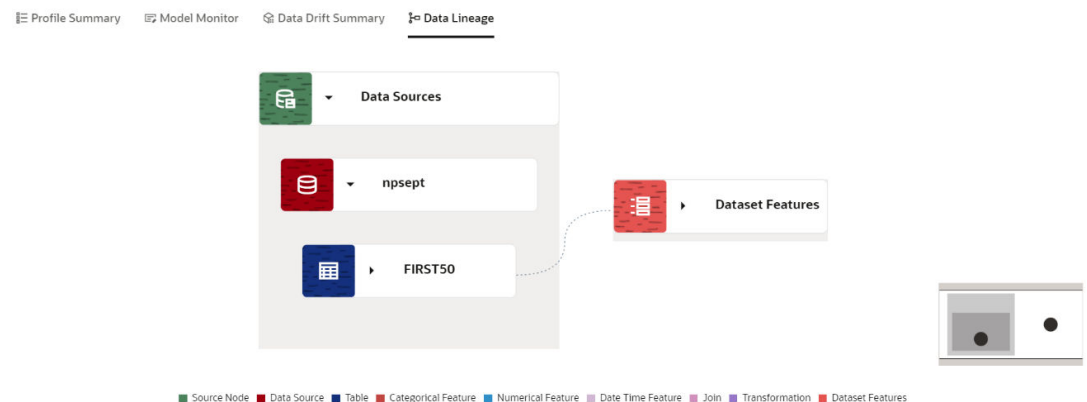 Profile Summary Model Monitor Data Drift Summary Data Lineage
Data Sources
npsept
Dataset Features
FIRST50
Source Node Data Source Table Categorical Feature Numerical Feature Date Time Feature Join Transformation Dataset Features